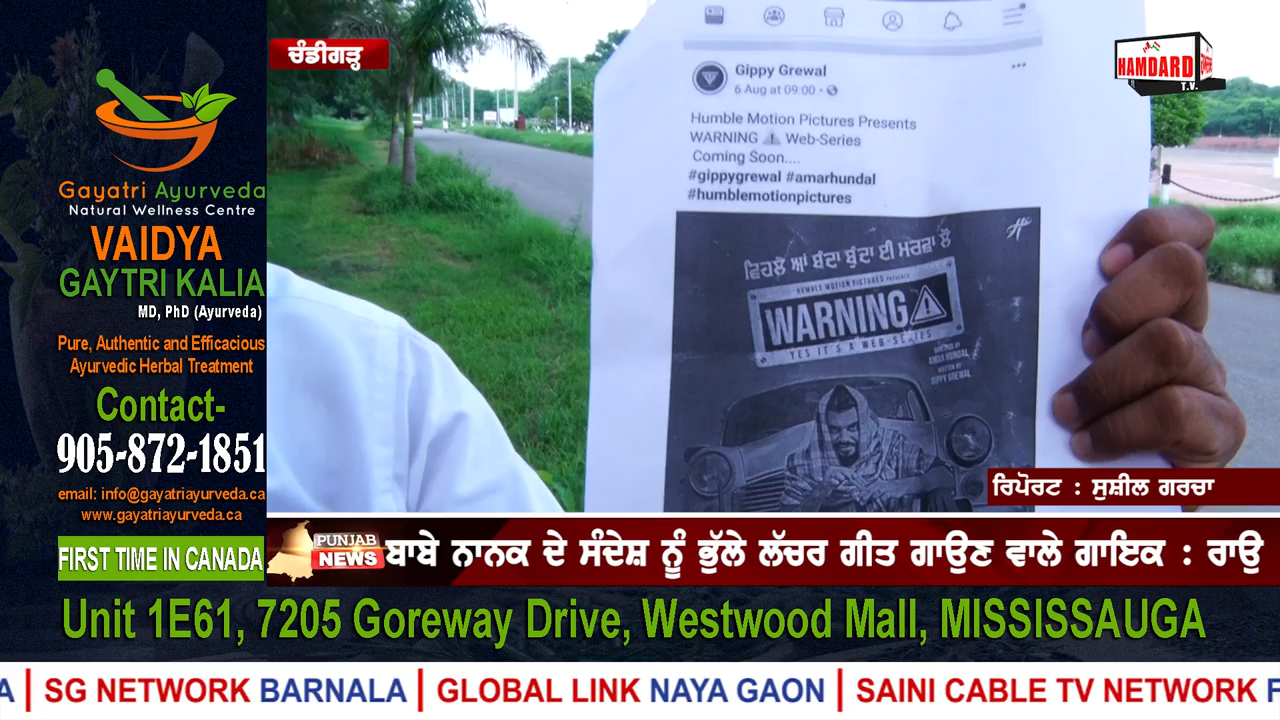 Gayatri Ayurveda
Natural Wellness Centre
VAIDYA
GAYTRI KALIA
MD, PhD (Ayurveda)
Pure, Authentic and Efficacious
Ayurvedic Herbal Treatment
Contact-
905-872-1851
email: info@gayatriayurveda.ca
www.gayatriayurveda.ca
FIRST TIME IN CANADA
ਚੰਡੀਗੜ੍ਹ
HAMDARD
T.V.
Gippy Grewal
6 Aug at 09:00
Humble Motion Pictures Presents
WARNING ⚠ Web-Series
Coming Soon....
#gippygrewal #amarhundal
#humblemotionpictures
ਵਿਹਲੇ ਆਂ ਬੰਦਾ ਬੁੰਦਾ ਈ ਮਰਵਾ ਲੋ
HUMBLE MOTION PICTURES PRESENTS
WARNING
YES IT'S A WEB-SERIES
DIRECTED BY
AMAR HUNDAL
WRITTEN BY
GIPPY GREWAL
ਰਿਪੋਰਟ : ਸੁਸ਼ੀਲ ਗਰਚਾ
PUNJAB
NEWS
ਬਾਬੇ ਨਾਨਕ ਦੇ ਸੰਦੇਸ਼ ਨੂੰ ਭੁੱਲੇ ਲੱਚਰ ਗੀਤ ਗਾਉਣ ਵਾਲੇ ਗਾਇਕ : ਰਾਉ
Unit 1E61, 7205 Goreway Drive, Westwood Mall, MISSISSAUGA
A | SG NETWORK BARNALA | GLOBAL LINK NAYA GAON | SAINI CABLE TV NETWORK F